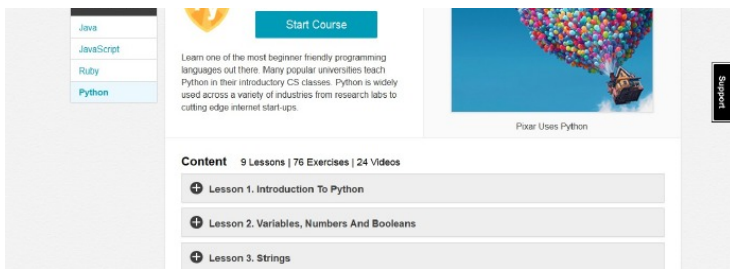 Java
JavaScript
Ruby
Python
Start Course
Learn one of the most beginner friendly programming
languages out there. Many popular universities teach
Python in their introductory CS classes. Python is widely
used across a variety of industries from research labs to
cutting edge internet start-ups.
Pixar Uses Python
Support
Content 9 Lessons | 76 Exercises | 24 Videos
Lesson 1. Introduction To Python
Lesson 2. Variables, Numbers And Booleans
Lesson 3. Strings